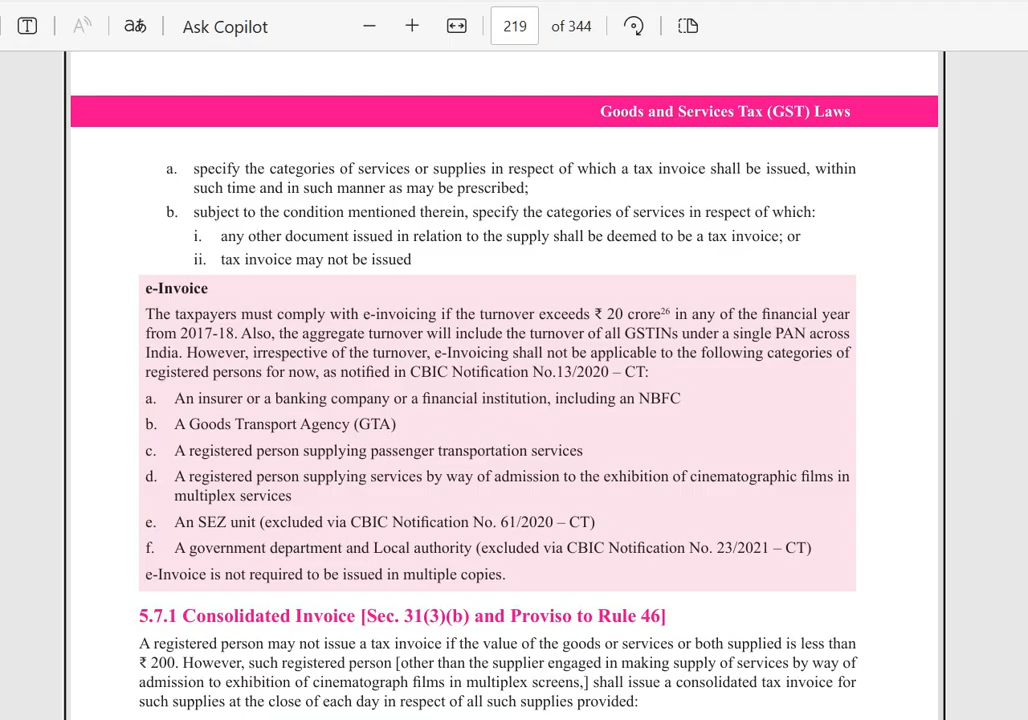 Ask Copilot
219 of 344
Goods and Services Tax (GST) Laws
a. specify the categories of services or supplies in respect of which a tax invoice shall be issued, within
such time and in such manner as may be prescribed;
b. subject to the condition mentioned therein, specify the categories of services in respect of which:
i. any other document issued in relation to the supply shall be deemed to be a tax invoice; or
ii. tax invoice may not be issued
e-Invoice
The taxpayers must comply with e-invoicing if the turnover exceeds ₹ 20 crore26 in any of the financial year
from 2017-18. Also, the aggregate turnover will include the turnover of all GSTINs under a single PAN across
India. However, irrespective of the turnover, e-Invoicing shall not be applicable to the following categories of
registered persons for now, as notified in CBIC Notification No.13/2020 – CT:
a. An insurer or a banking company or a financial institution, including an NBFC
b. A Goods Transport Agency (GTA)
c. A registered person supplying passenger transportation services
d. A registered person supplying services by way of admission to the exhibition of cinematographic films in
multiplex services
e. An SEZ unit (excluded via CBIC Notification No. 61/2020 – CT)
f. A government department and Local authority (excluded via CBIC Notification No. 23/2021 – CT)
e-Invoice is not required to be issued in multiple copies.
5.7.1 Consolidated Invoice [Sec. 31(3)(b) and Proviso to Rule 46]
A registered person may not issue a tax invoice if the value of the goods or services or both supplied is less than
₹ 200. However, such registered person [other than the supplier engaged in making supply of services by way of
admission to exhibition of cinematograph films in multiplex screens,] shall issue a consolidated tax invoice for
such supplies at the close of each day in respect of all such supplies provided: